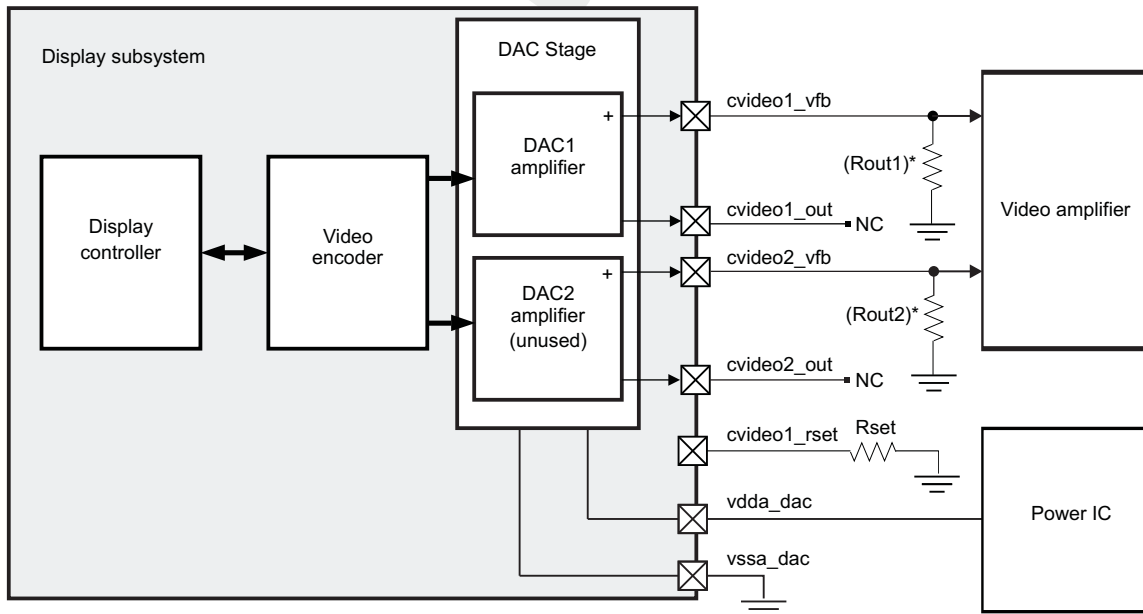 Display subsystem
DAC Stage
+
DAC1
amplifier
cvideo1_vfb
(Rout1)*
Video amplifier
cvideo1_out
NC
Display
controller
Video
encoder
+
DAC2
amplifier
(unused)
cvideo2_vfb
(Rout2)*
cvideo2_out
NC
cvideo1_rset
Rset
vdda_dac
Power IC
vssa_dac